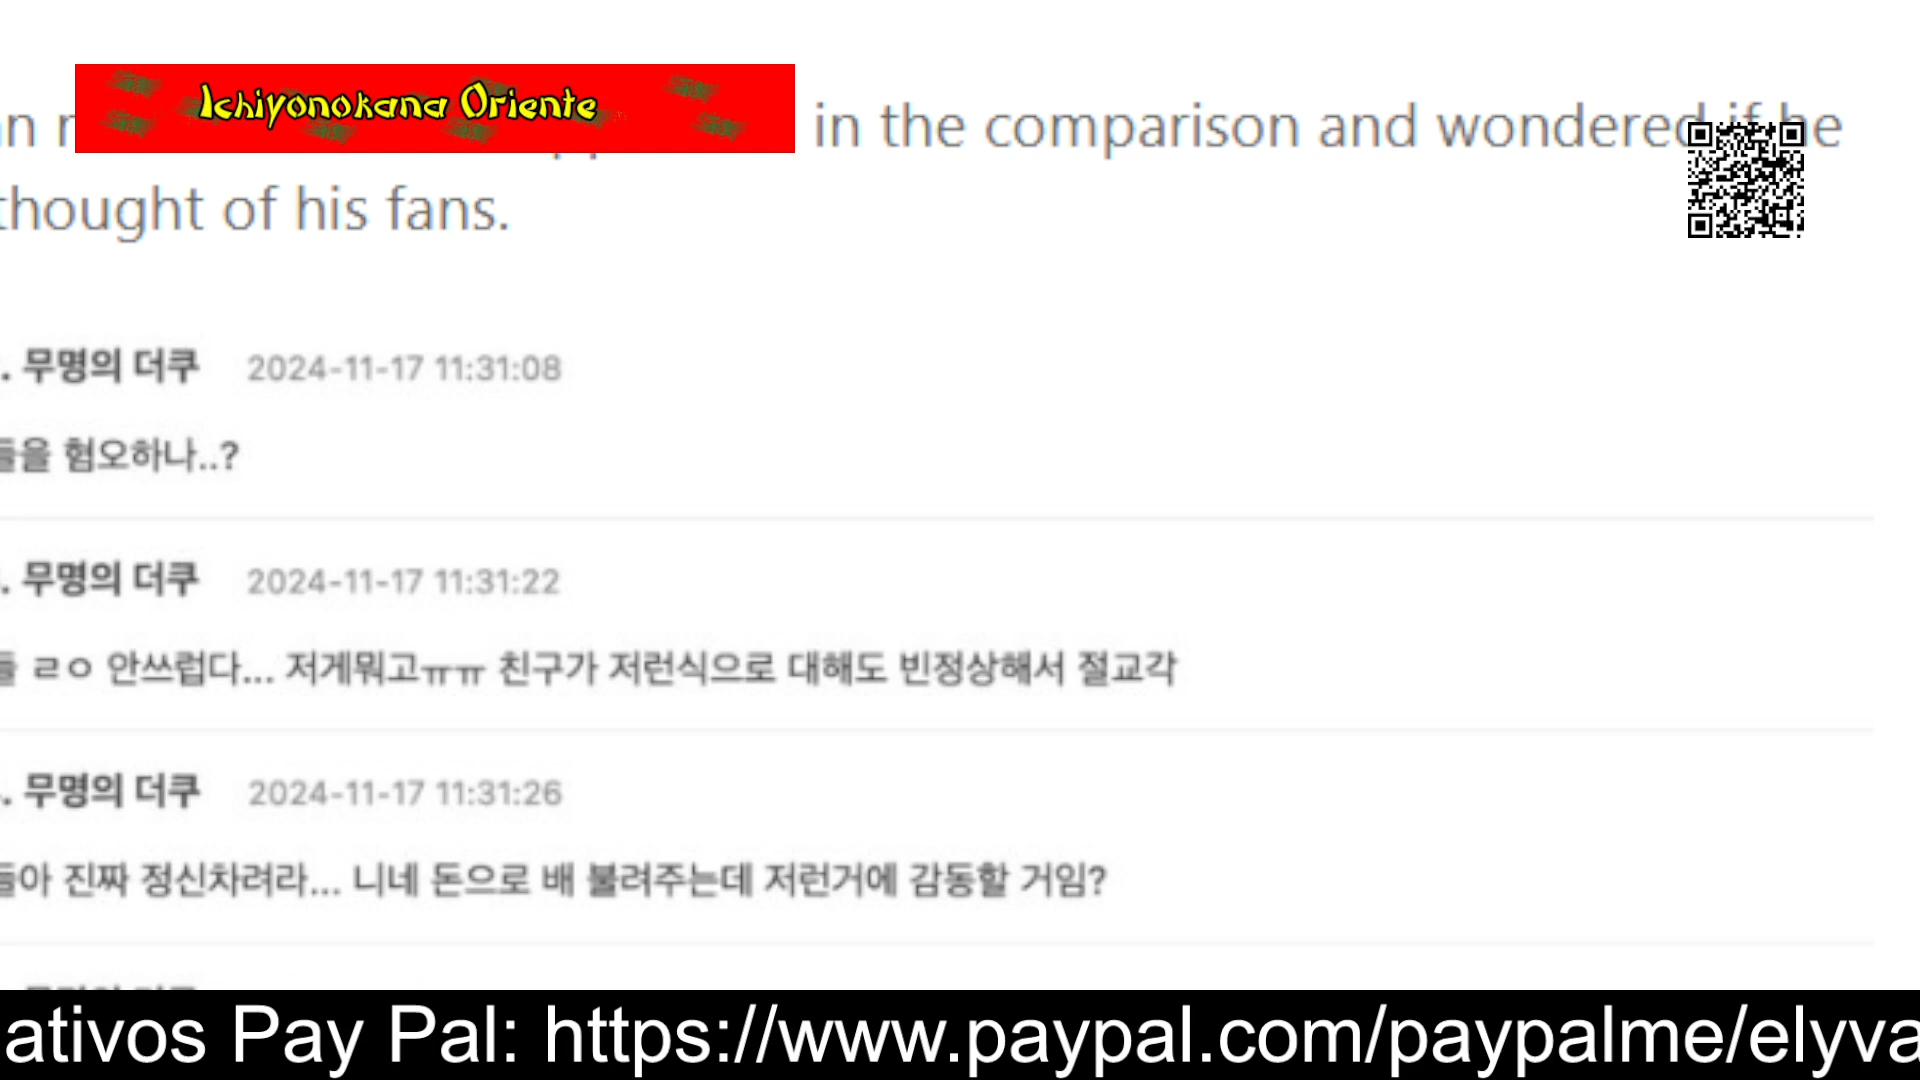 Ichiyonokana Oriente
in the comparison and wondered if he
thought of his fans.
. 무명의 더쿠 2024-11-17 11:31:08
들을 혐오하나..?
. 무명의 더쿠 2024-11-17 11:31:22
들 ㄹㅇ 안쓰럽다... 저게뭐고ㅠㅠ 친구가 저런식으로 대해도 빈정상해서 절교각
. 무명의 더쿠 2024-11-17 11:31:26
들아 진짜 정신차려라... 니네 돈으로 배 불려주는데 저런거에 감동할 거임?
ativos Pay Pal: https://www.paypal.com/paypalme/elyva